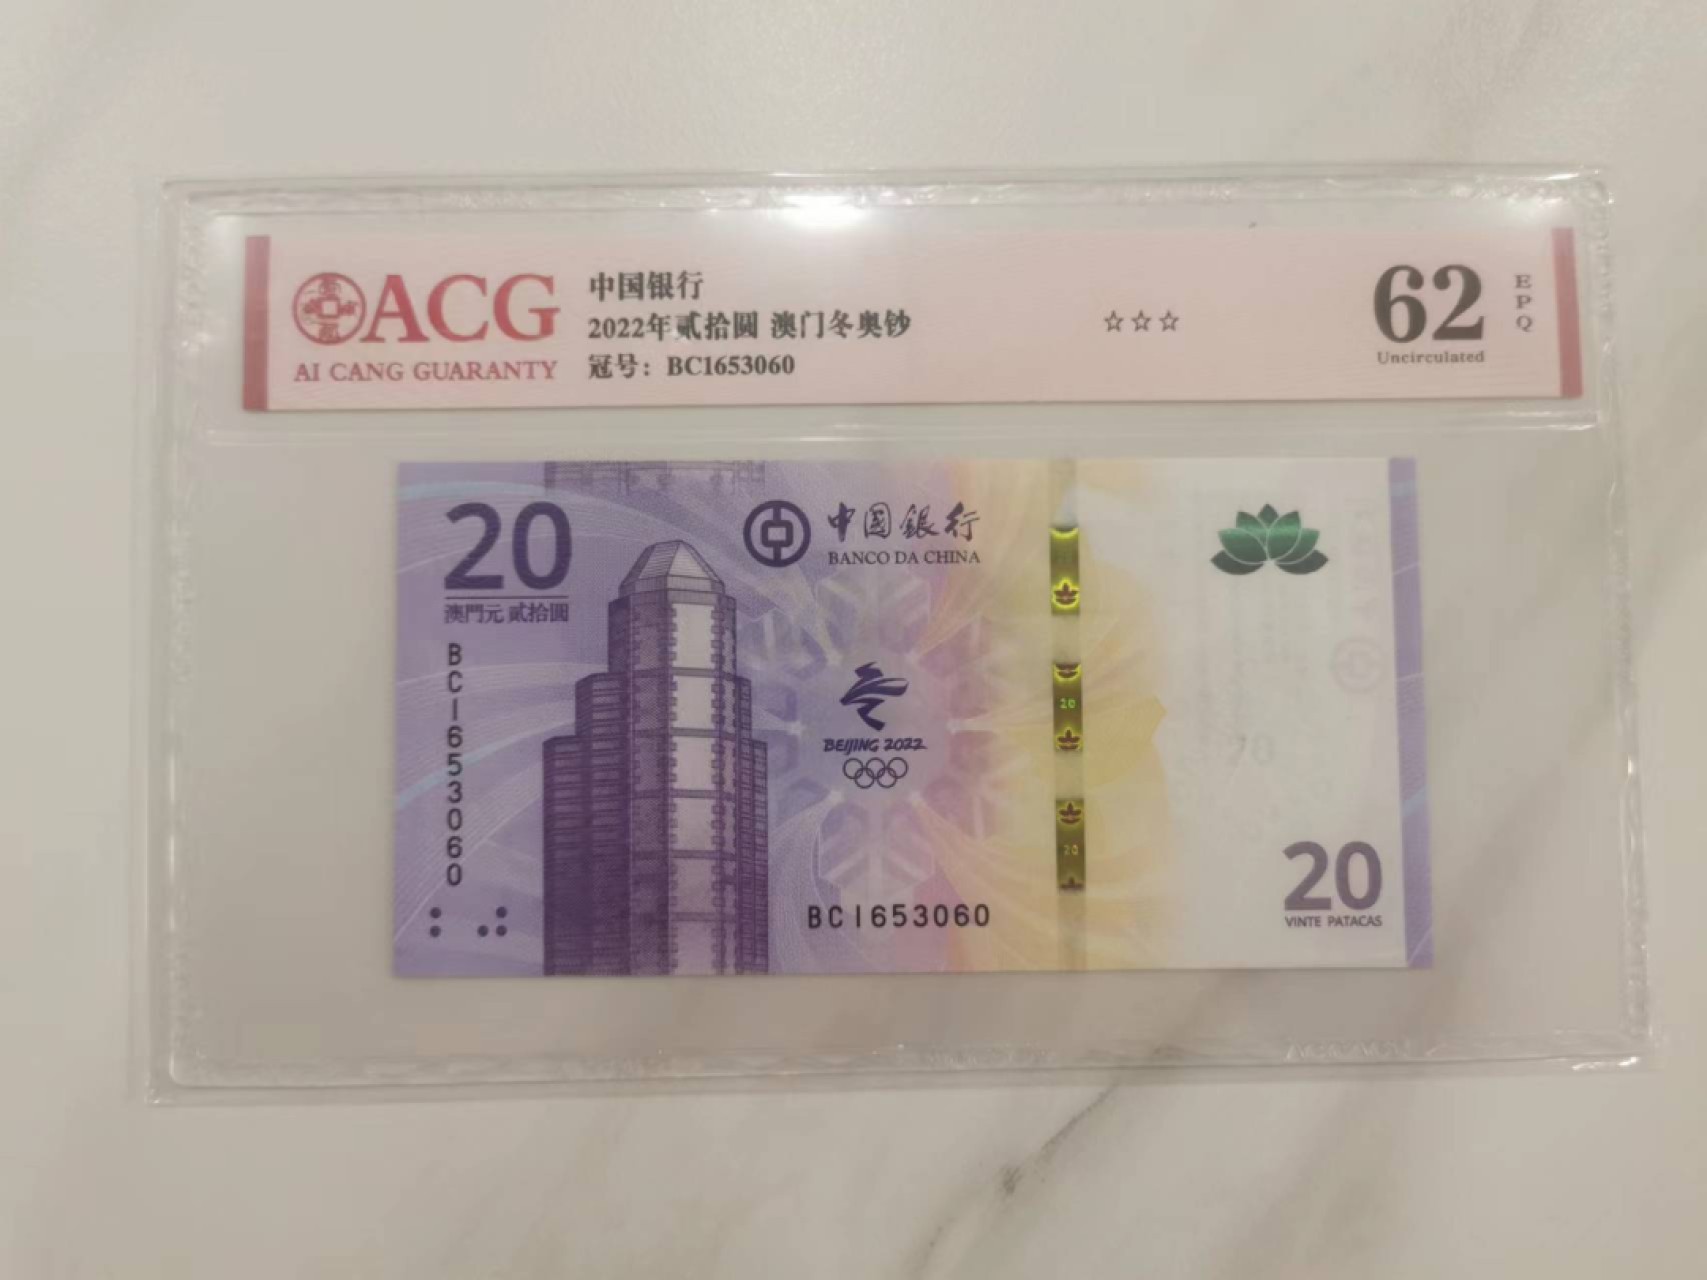 ACG
AI CANG GUARANTY
中国银行
2022年贰拾圆 澳门冬奥钞
冠号：BC1653060
☆☆☆
62
Uncirculated
EPQ
20
澳門元 貳拾圓
BC1653060
中國銀行
BANCO DA CHINA
BEIJING 2022
BC1653060
20
20
20
VINTE PATACAS